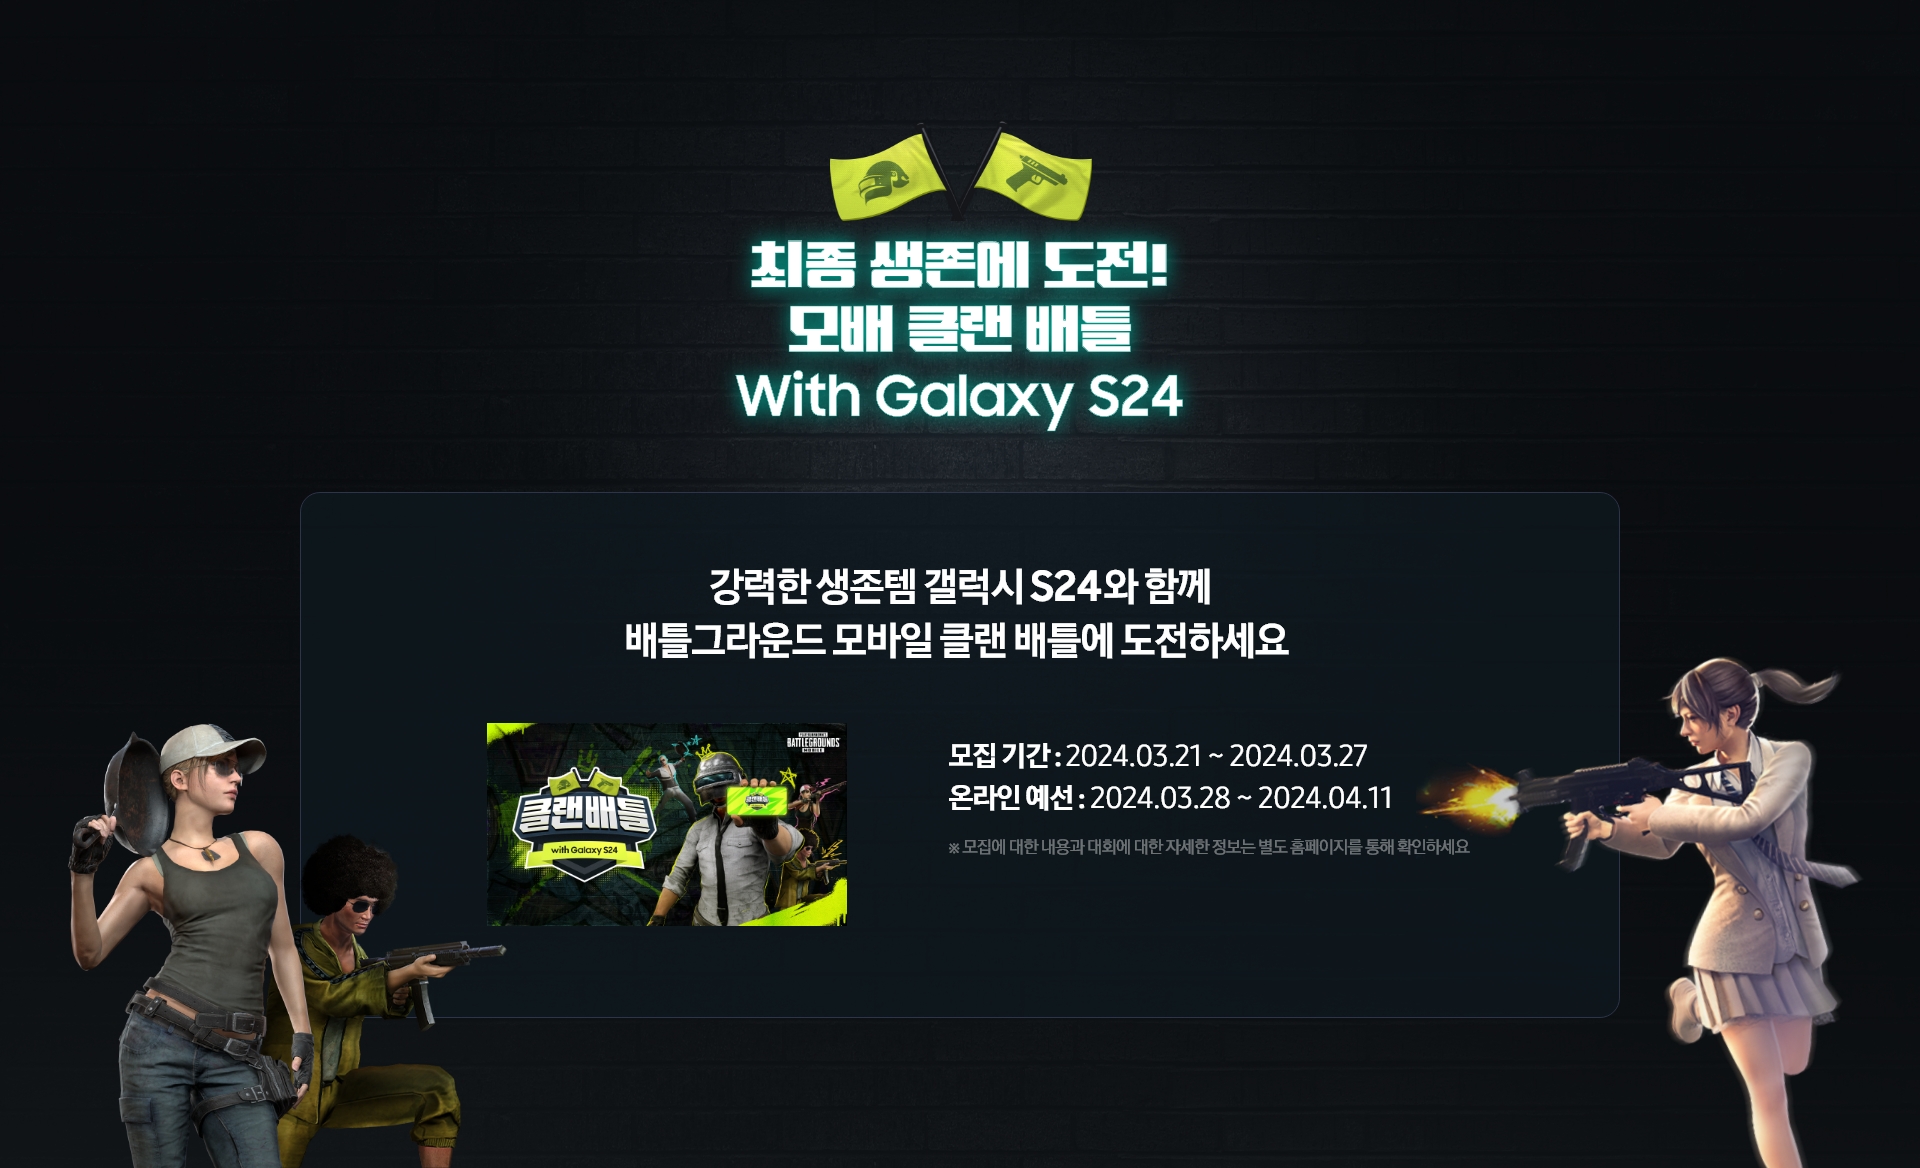 최종 생존에 도전!
모배 클랜 배틀
With Galaxy S24
강력한 생존템 갤럭시 S24와 함께
배틀그라운드 모바일 클랜 배틀에 도전하세요
BATTLEGROUNDS
MOBILE
클랜배틀
with Galaxy S24
모집 기간 : 2024.03.21 ~ 2024.03.27
온라인 예선 : 2024.03.28 ~ 2024.04.11
※ 모집에 대한 내용과 대회에 대한 자세한 정보는 별도 홈페이지를 통해 확인하세요